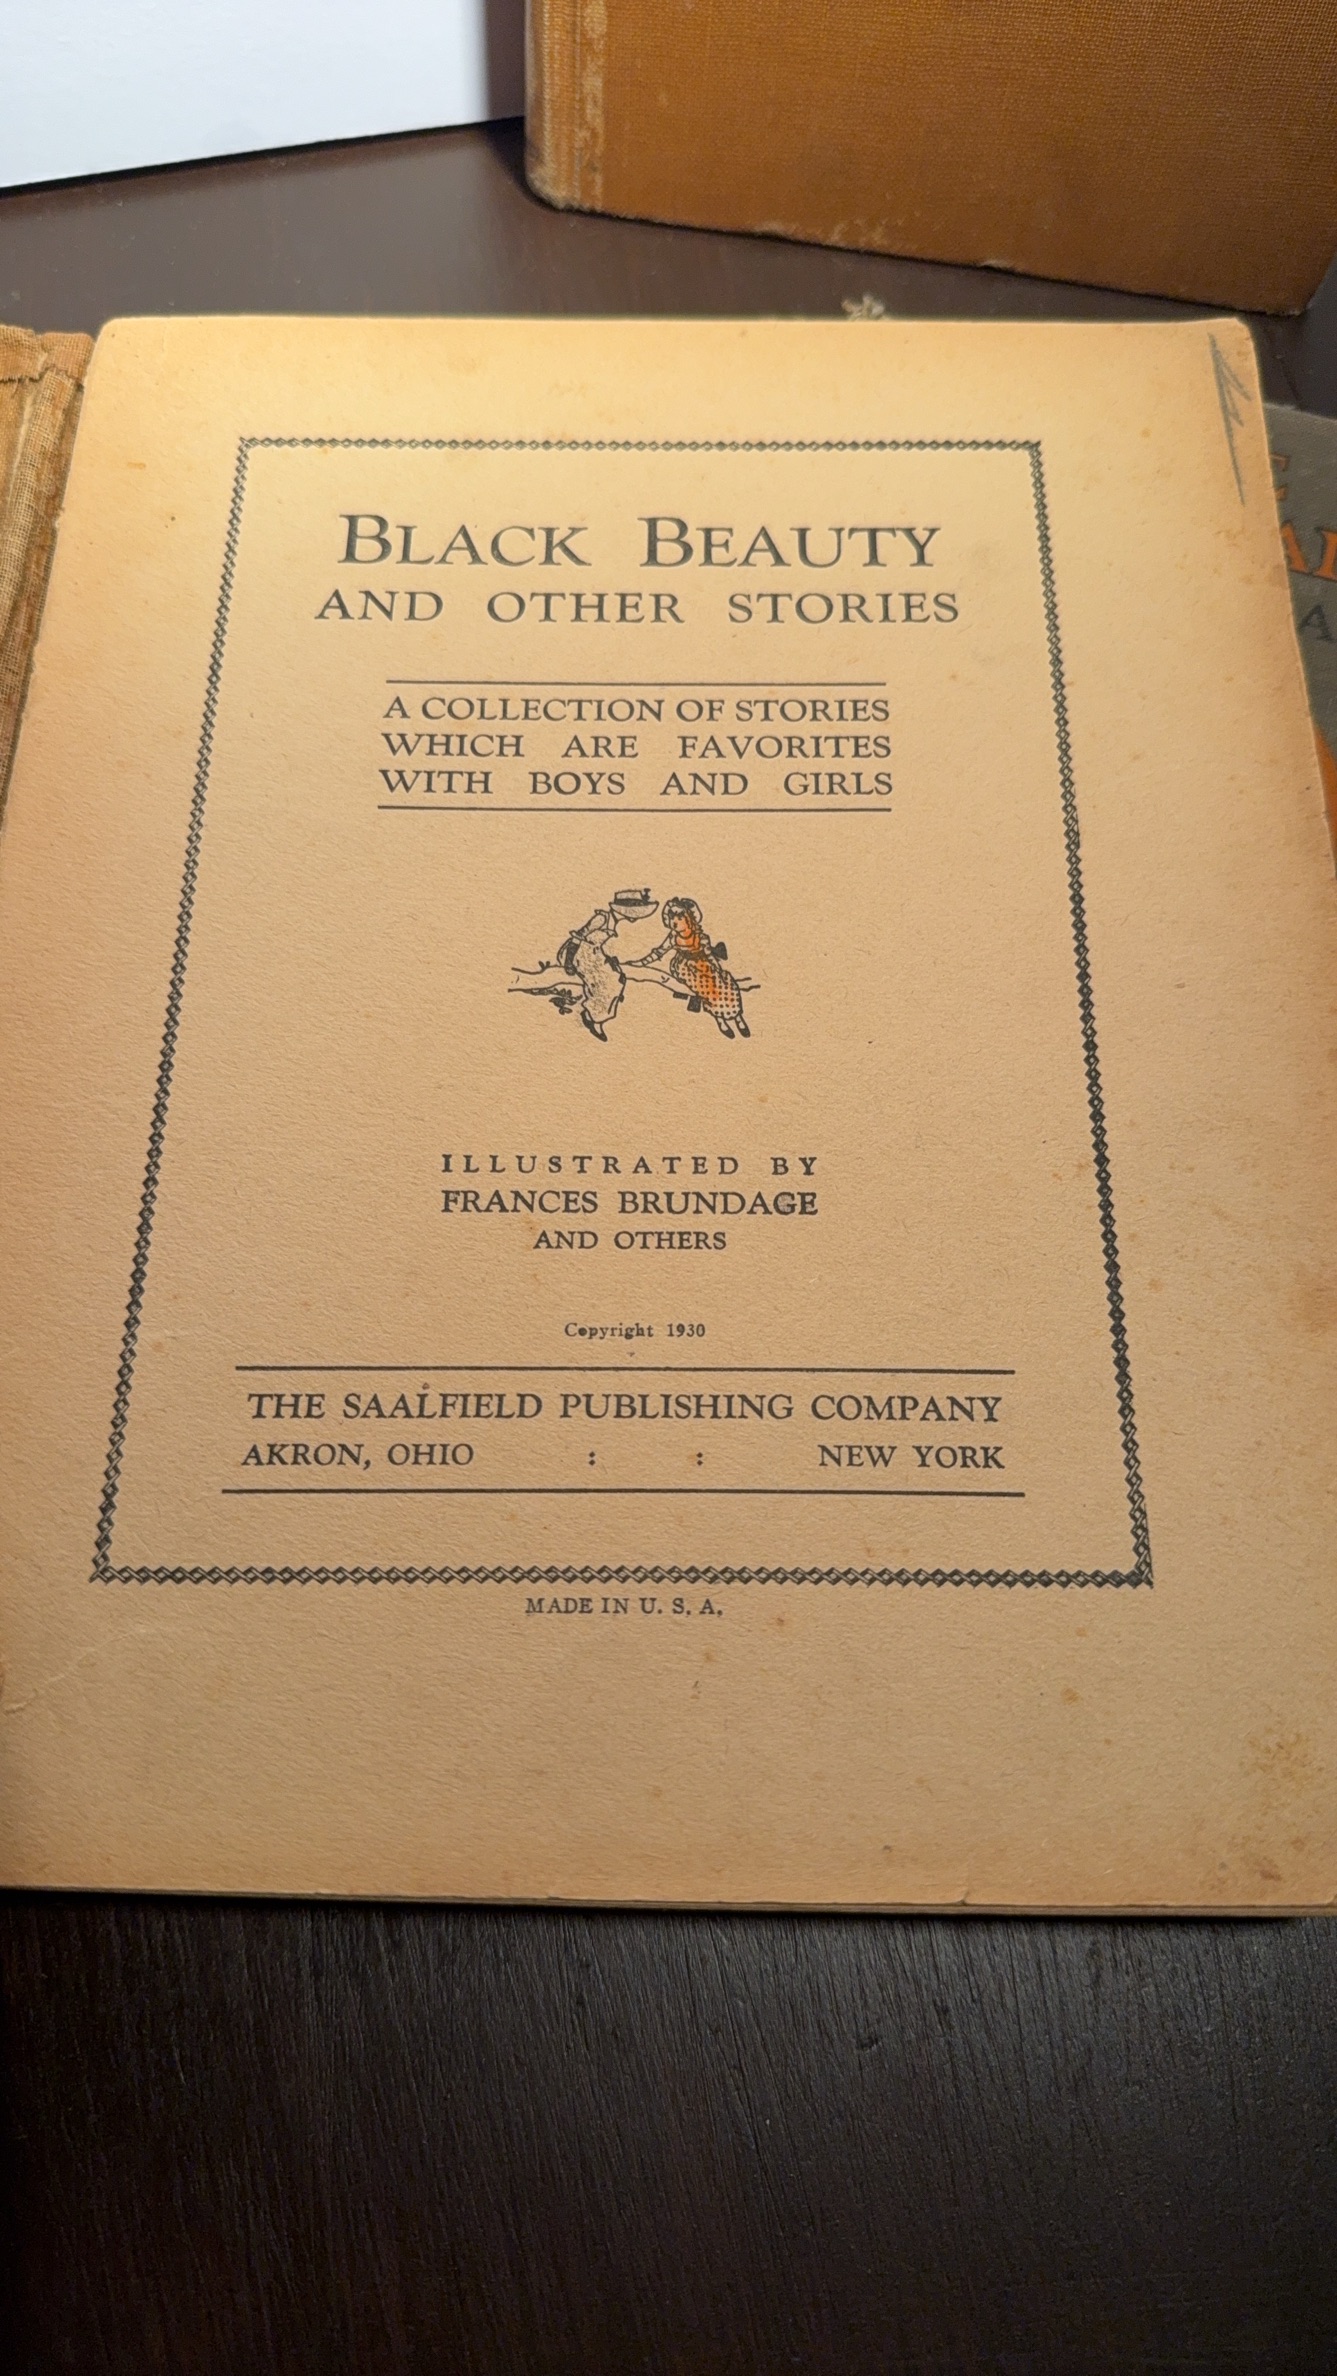 BLACK BEAUTY
AND OTHER STORIES
A COLLECTION OF STORIES
WHICH ARE FAVORITES
WITH BOYS AND GIRLS
ILLUSTRATED BY
FRANCES BRUNDAGE
AND OTHERS
Copyright 1930
THE SAALFIELD PUBLISHING COMPANY
AKRON, OHIO : : NEW YORK
MADE IN U. S. A.